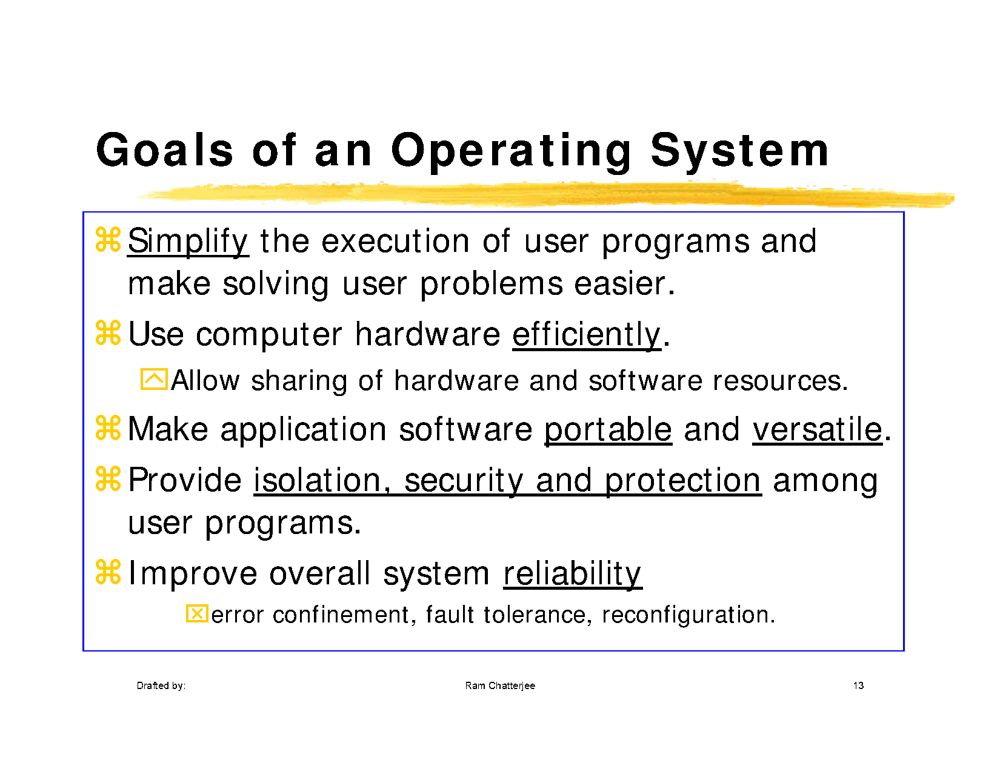 Goals of an Operating System
Simplify the execution of user programs and
make solving user problems easier.
Use computer hardware efficiently.
Allow sharing of hardware and software resources.
Make application software portable and versatile.
Provide isolation, security and protection among
user programs.
Improve overall system reliability
error confinement, fault tolerance, reconfiguration.
Drafted by: Ram Chatterjee 13